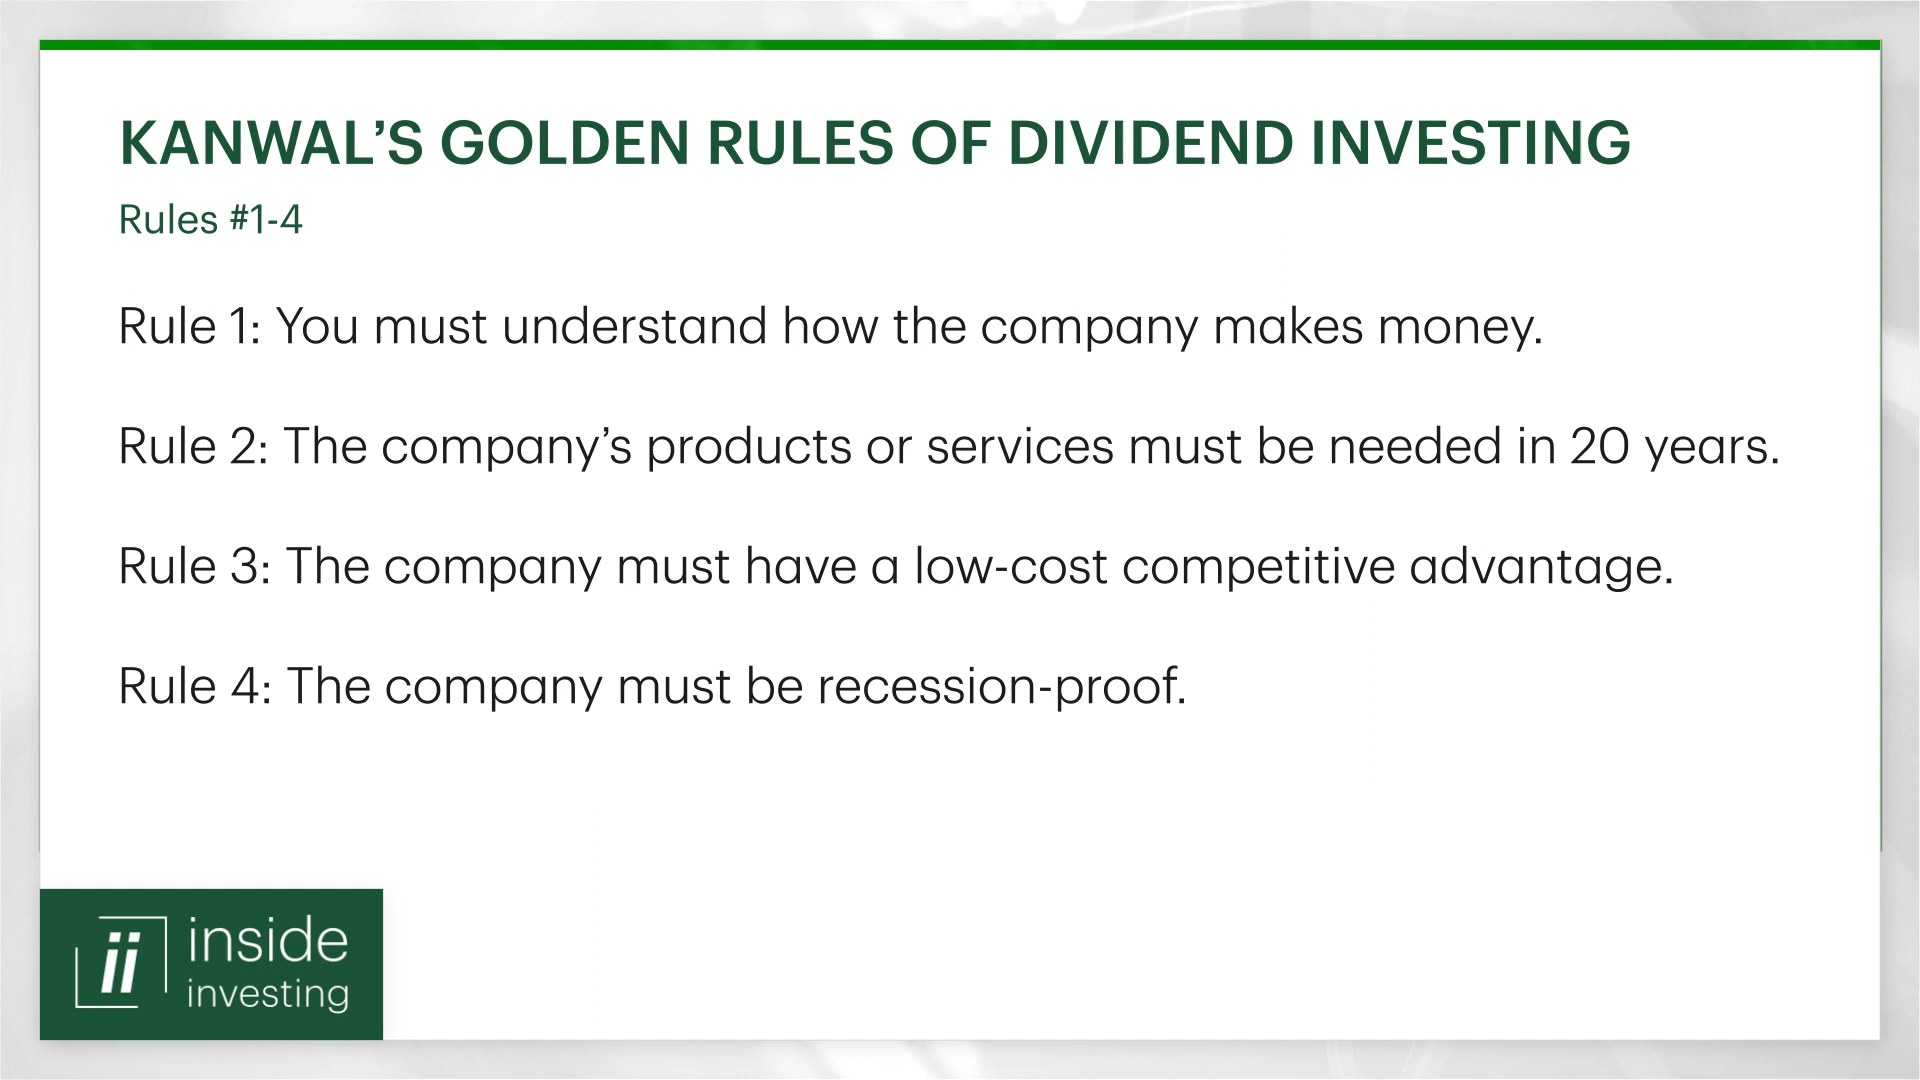 KANWAL’S GOLDEN RULES OF DIVIDEND INVESTING
Rules #1-4
Rule 1: You must understand how the company makes money.
Rule 2: The company’s products or services must be needed in 20 years.
Rule 3: The company must have a low-cost competitive advantage.
Rule 4: The company must be recession-proof.
ii
inside
investing